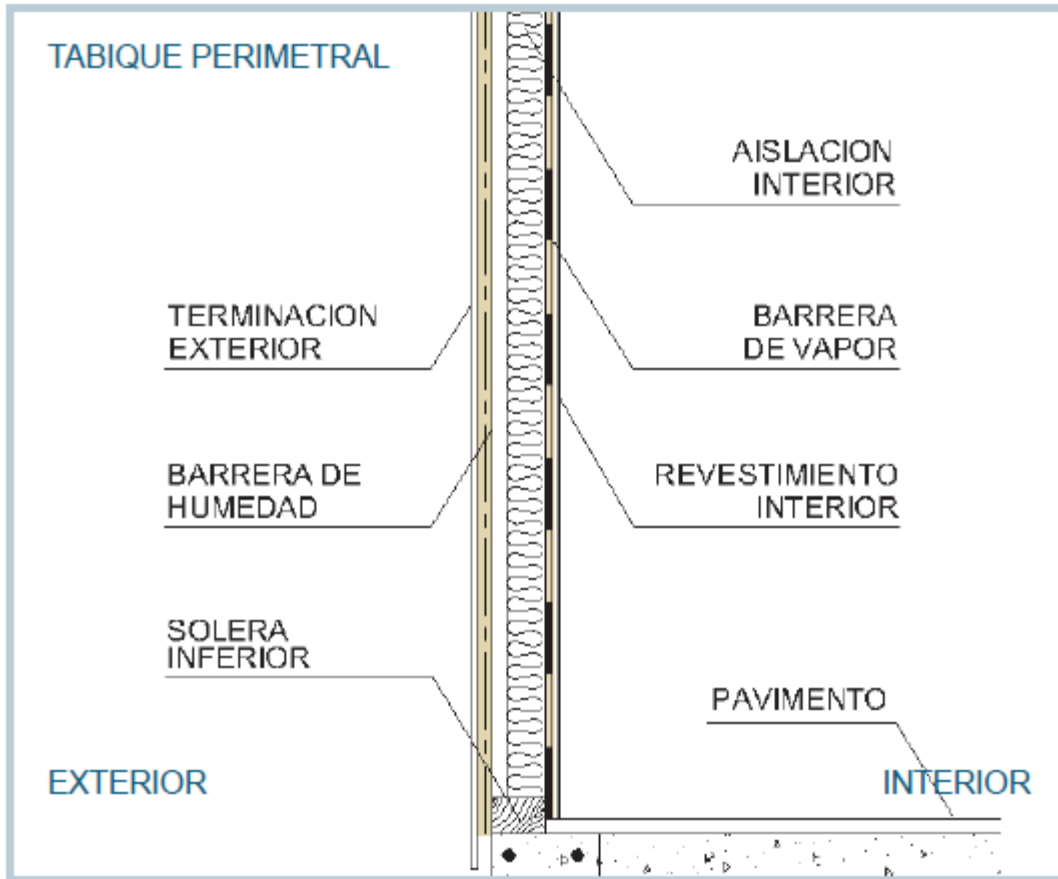 TABIQUE PERIMETRAL
AISLACION
INTERIOR
TERMINACION
EXTERIOR
BARRERA
DE VAPOR
BARRERA DE
HUMEDAD
REVESTIMIENTO
INTERIOR
SOLERA
INFERIOR
PAVIMENTO
EXTERIOR
INTERIOR